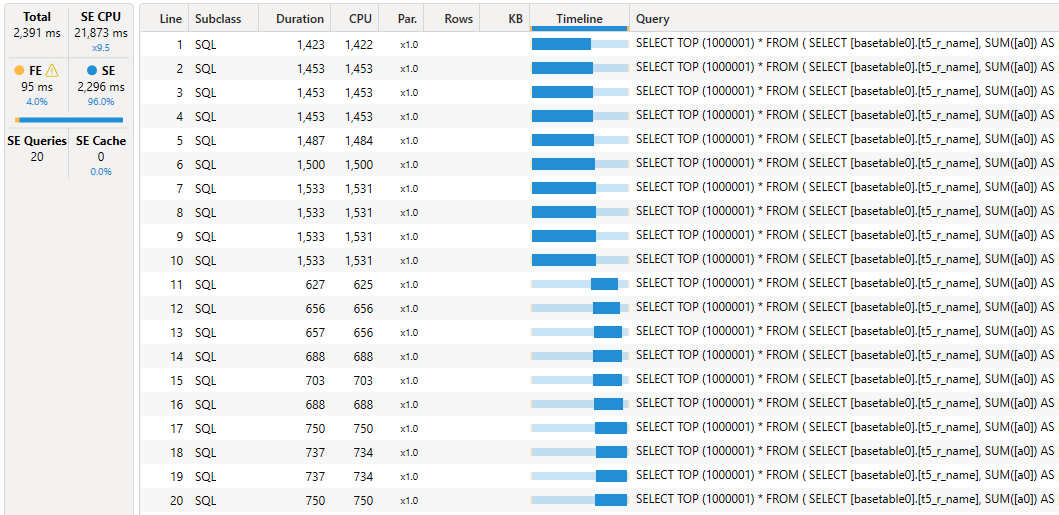 Total SE CPU
2,391 ms 21,873 ms
x9.5
FE SE
95 ms 2,296 ms
4.0% 96.0%
SE Queries SE Cache
20 0
0.0%
Line Subclass Duration CPU Par. Rows KB Timeline Query
1 SQL 1,423 1,422 x1.0 SELECT TOP (1000001) * FROM ( SELECT [basetable0].[t5_r_name], SUM([a0]) AS
2 SQL 1,453 1,453 x1.0 SELECT TOP (1000001) * FROM ( SELECT [basetable0].[t5_r_name], SUM([a0]) AS
3 SQL 1,453 1,453 x1.0 SELECT TOP (1000001) * FROM ( SELECT [basetable0].[t5_r_name], SUM([a0]) AS
4 SQL 1,453 1,453 x1.0 SELECT TOP (1000001) * FROM ( SELECT [basetable0].[t5_r_name], SUM([a0]) AS
5 SQL 1,487 1,484 x1.0 SELECT TOP (1000001) * FROM ( SELECT [basetable0].[t5_r_name], SUM([a0]) AS
6 SQL 1,500 1,500 x1.0 SELECT TOP (1000001) * FROM ( SELECT [basetable0].[t5_r_name], SUM([a0]) AS
7 SQL 1,533 1,531 x1.0 SELECT TOP (1000001) * FROM ( SELECT [basetable0].[t5_r_name], SUM([a0]) AS
8 SQL 1,533 1,531 x1.0 SELECT TOP (1000001) * FROM ( SELECT [basetable0].[t5_r_name], SUM([a0]) AS
9 SQL 1,533 1,531 x1.0 SELECT TOP (1000001) * FROM ( SELECT [basetable0].[t5_r_name], SUM([a0]) AS
10 SQL 1,533 1,531 x1.0 SELECT TOP (1000001) * FROM ( SELECT [basetable0].[t5_r_name], SUM([a0]) AS
11 SQL 627 625 x1.0 SELECT TOP (1000001) * FROM ( SELECT [basetable0].[t5_r_name], SUM([a0]) AS
12 SQL 656 656 x1.0 SELECT TOP (1000001) * FROM ( SELECT [basetable0].[t5_r_name], SUM([a0]) AS
13 SQL 657 656 x1.0 SELECT TOP (1000001) * FROM ( SELECT [basetable0].[t5_r_name], SUM([a0]) AS
14 SQL 688 688 x1.0 SELECT TOP (1000001) * FROM ( SELECT [basetable0].[t5_r_name], SUM([a0]) AS
15 SQL 703 703 x1.0 SELECT TOP (1000001) * FROM ( SELECT [basetable0].[t5_r_name], SUM([a0]) AS
16 SQL 688 688 x1.0 SELECT TOP (1000001) * FROM ( SELECT [basetable0].[t5_r_name], SUM([a0]) AS
17 SQL 750 750 x1.0 SELECT TOP (1000001) * FROM ( SELECT [basetable0].[t5_r_name], SUM([a0]) AS
18 SQL 737 734 x1.0 SELECT TOP (1000001) * FROM ( SELECT [basetable0].[t5_r_name], SUM([a0]) AS
19 SQL 737 734 x1.0 SELECT TOP (1000001) * FROM ( SELECT [basetable0].[t5_r_name], SUM([a0]) AS
20 SQL 750 750 x1.0 SELECT TOP (1000001) * FROM ( SELECT [basetable0].[t5_r_name], SUM([a0]) AS